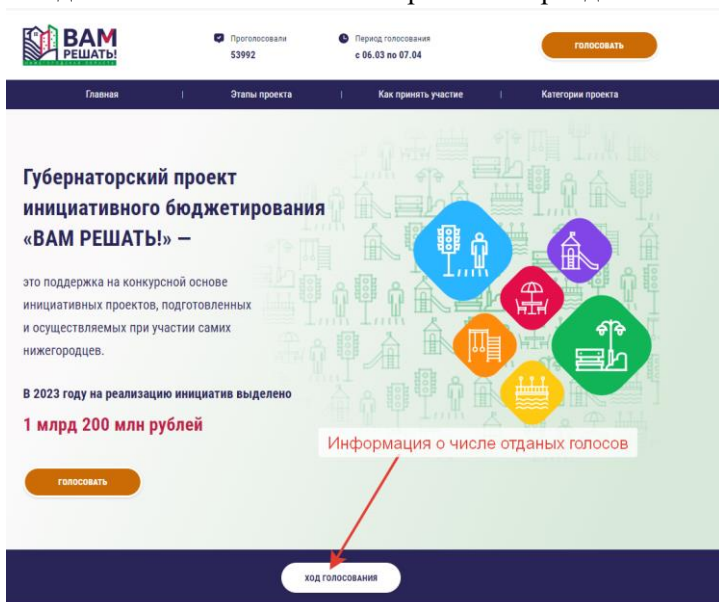 ВАМ
РЕШАТЬ!
НИЖЕГОРОДСКАЯ ОБЛАСТЬ
Проголосовали
53992
Период голосования
с 06.03 по 07.04
ГОЛОСОВАТЬ
Главная | Этапы проекта | Как принять участие | Категории проекта
Губернаторский проект
инициативного бюджетирования
«ВАМ РЕШАТЬ!» —
это поддержка на конкурсной основе
инициативных проектов, подготовленных
и осуществляемых при участии самих
нижегородцев.
В 2023 году на реализацию инициатив выделено
1 млрд 200 млн рублей
Информация о числе отданых голосов
ГОЛОСОВАТЬ
ХОД ГОЛОСОВАНИЯ